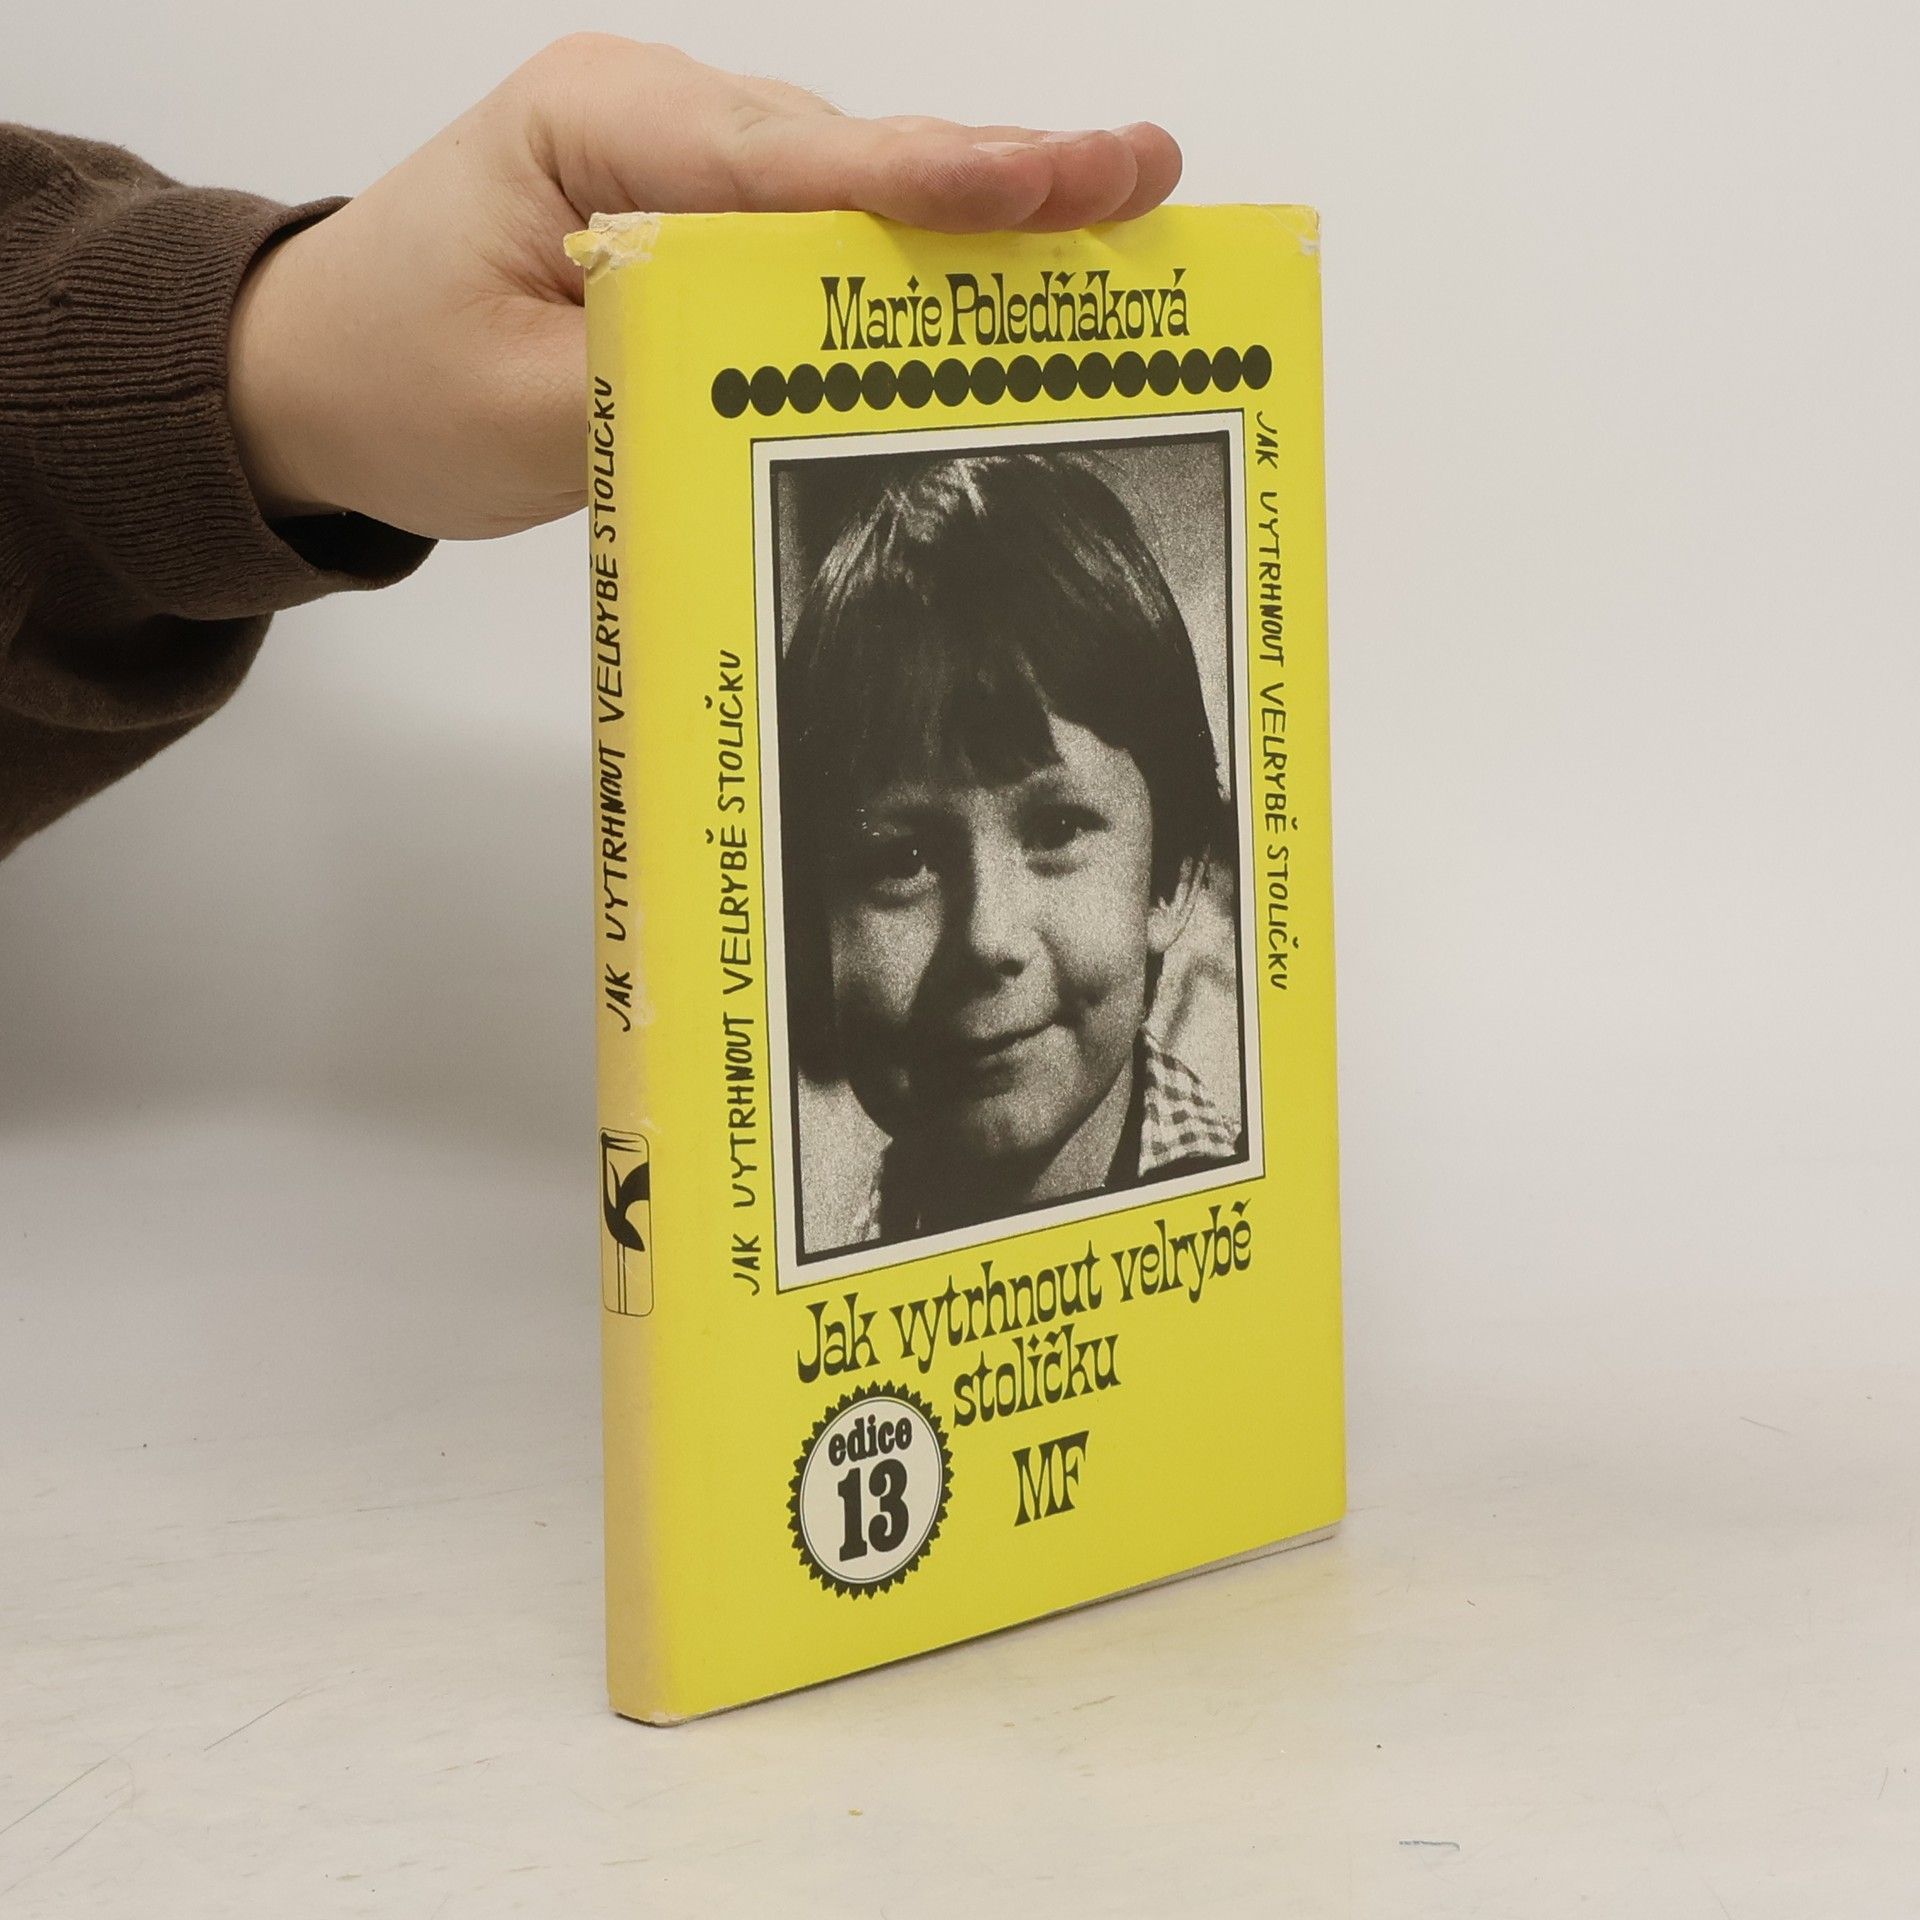 Marie Poledňáková
JAK VYTRHNOUT VELRYBĚ STOLIČKU
JAK VYTRHNOUT VELRYBĚ STOLIČKU
JAK VYTRHNOUT VELRYBĚ STOLIČKU
Jak vytrhnout velrybě
stoličku
edice
13
MF